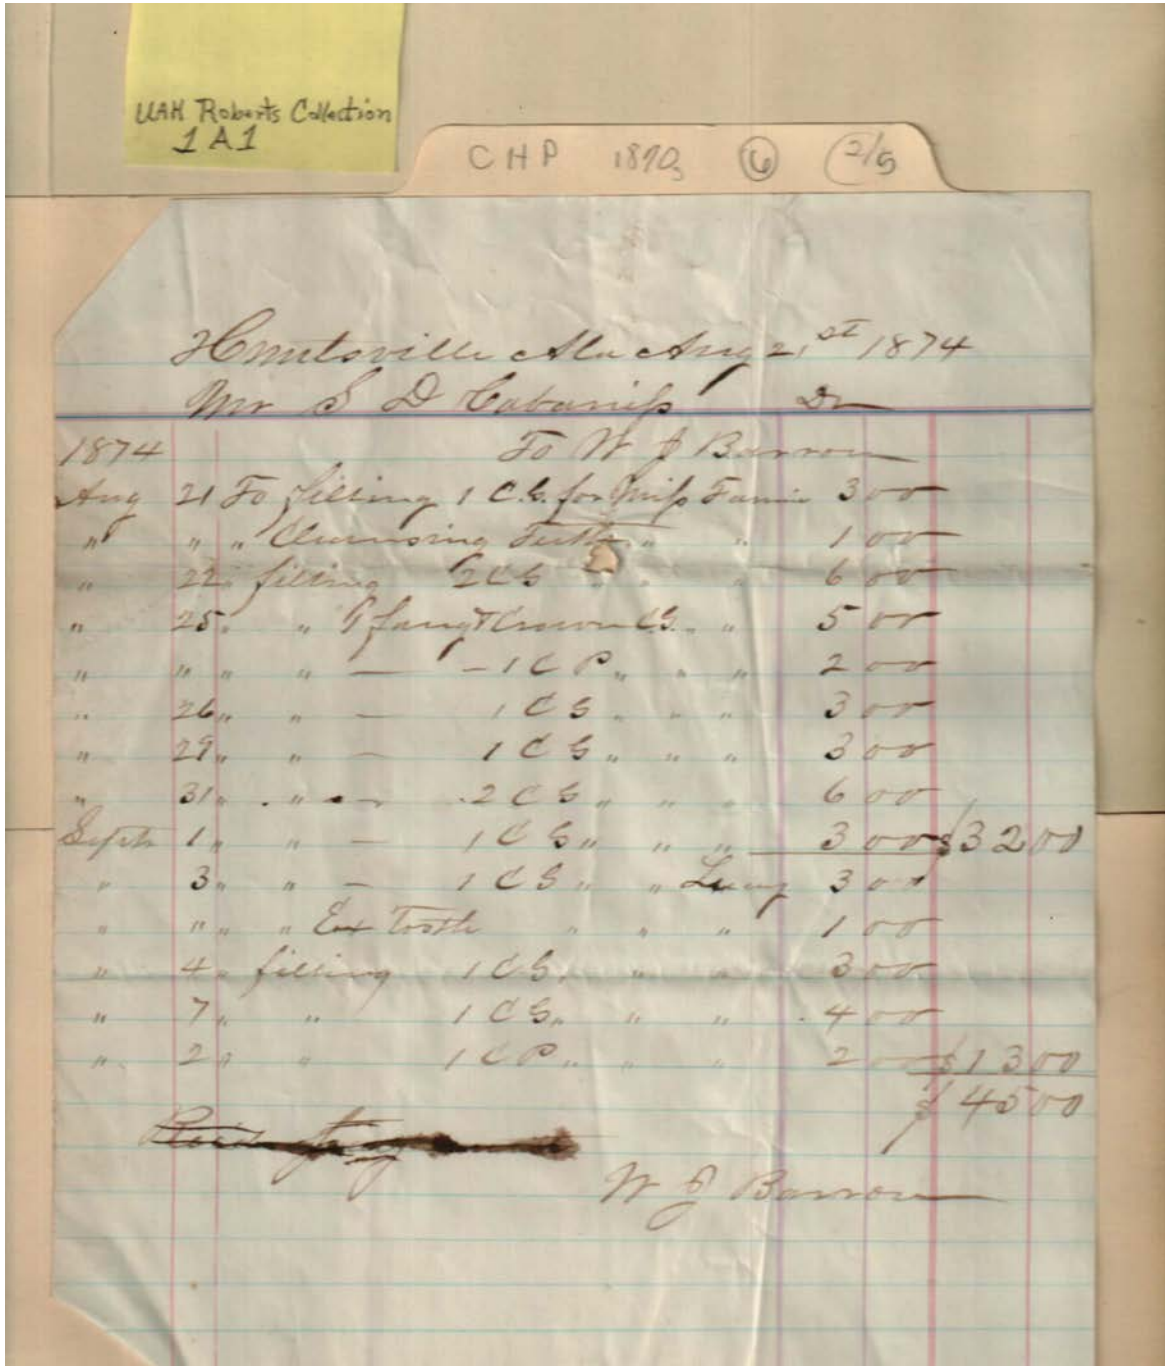 UAH Roberts Collection
1A1
CHP 1870s 6 2/5
Huntsville Ala Aug 21st 1874
Mr S D Cabaniss Dr
1874 To W J Barron
Aug 21 To filling 1 C.G. for Miss Fannie 3 00
" " " Cleansing Teeth " " 1 00
" 22 " filling 2 C G " " " 6 00
" 25 " " fang & Crown C.G. " " 5 00
" " " " — – 1 C P " " " 2 00
" 26 " " — 1 C G " " " 3 00
" 29 " " — 1 C G " " " 3 00
" 31 " " — 2 C G " " " 6 00
Septr 1 " " — 1 C G " " " 3 00 $32 00
" 3 " " — 1 C G " " Lucy 3 00
" " " " Ex Tooth " " " 1 00
" 4 " filling 1 C G. " " 3 00
" 7 " " 1 C G. " " " 4 00
" 2 " " 1 C P. " " " 2 00 $13 00
$ 45 00
W J Barron